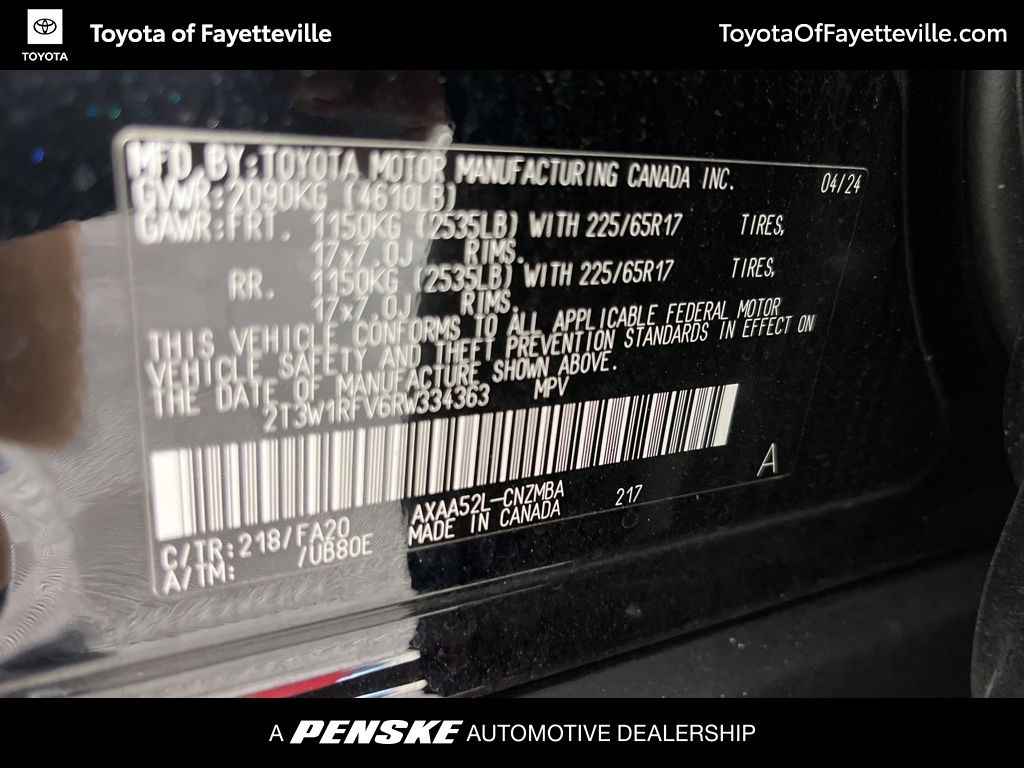 TOYOTA
Toyota of Fayetteville
ToyotaOfFayetteville.com
MFD BY:TOYOTA MOTOR MANUFACTURING CANADA INC. 04/24
GVWR:2090KG (4610LB)
GAWR:FRT. 1150KG (2535LB) WITH 225/65R17 TIRES,
17x7.0J RIMS.
RR. 1150KG (2535LB) WITH 225/65R17 TIRES,
17x7.0J RIMS.
THIS VEHICLE CONFORMS TO ALL APPLICABLE FEDERAL MOTOR
VEHICLE SAFETY AND THEFT PREVENTION STANDARDS IN EFFECT ON
THE DATE OF MANUFACTURE SHOWN ABOVE.
2T3W1RFV6RW334363 MPV
A
C/TR:218/FA20 AXAA52L-CNZMBA 217
A/TM: /UB80E MADE IN CANADA
A PENSKE AUTOMOTIVE DEALERSHIP